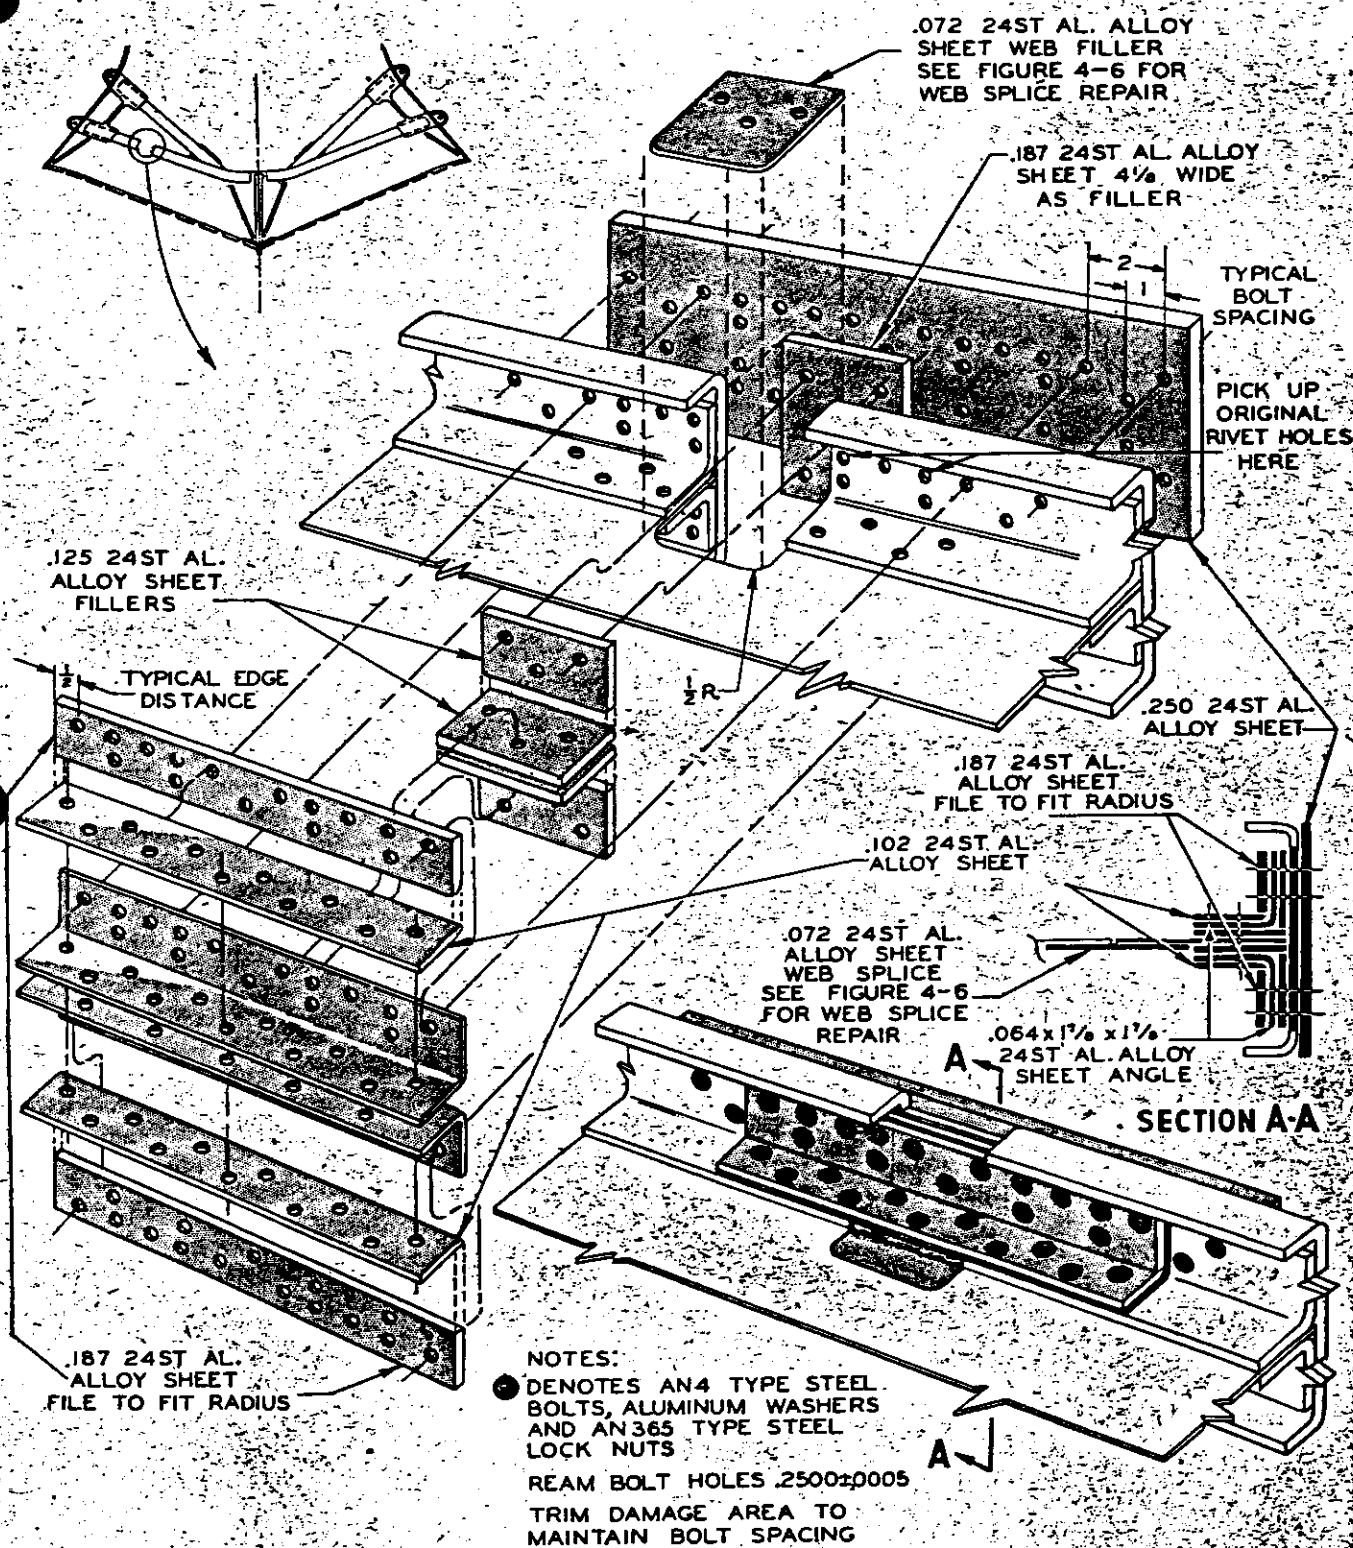 .072 24ST AL. ALLOY
SHEET WEB FILLER
SEE FIGURE 4-6 FOR
WEB SPLICE REPAIR
.187 24ST AL. ALLOY
SHEET 4⅛ WIDE
AS FILLER
2
1
TYPICAL
BOLT
SPACING
PICK UP
ORIGINAL
RIVET HOLES
HERE
.125 24ST AL.
ALLOY SHEET
FILLERS
½
TYPICAL EDGE
DISTANCE
½ R
.250 24ST AL.
ALLOY SHEET
.187 24ST AL.
ALLOY SHEET
FILE TO FIT RADIUS
.102 24ST AL.
ALLOY SHEET
.072 24ST AL.
ALLOY SHEET
WEB SPLICE
SEE FIGURE 4-6
FOR WEB SPLICE
REPAIR
.064 x
24ST AL. ALLOY
SHEET ANGLE
A
SECTION A-A
.187 24ST AL.
ALLOY SHEET
FILE TO FIT RADIUS
NOTES:
DENOTES AN4 TYPE STEEL
BOLTS, ALUMINUM WASHERS
AND AN365 TYPE STEEL
LOCK NUTS
REAM BOLT HOLES .2500±.0005
TRIM DAMAGE AREA TO
MAINTAIN BOLT SPACING
A